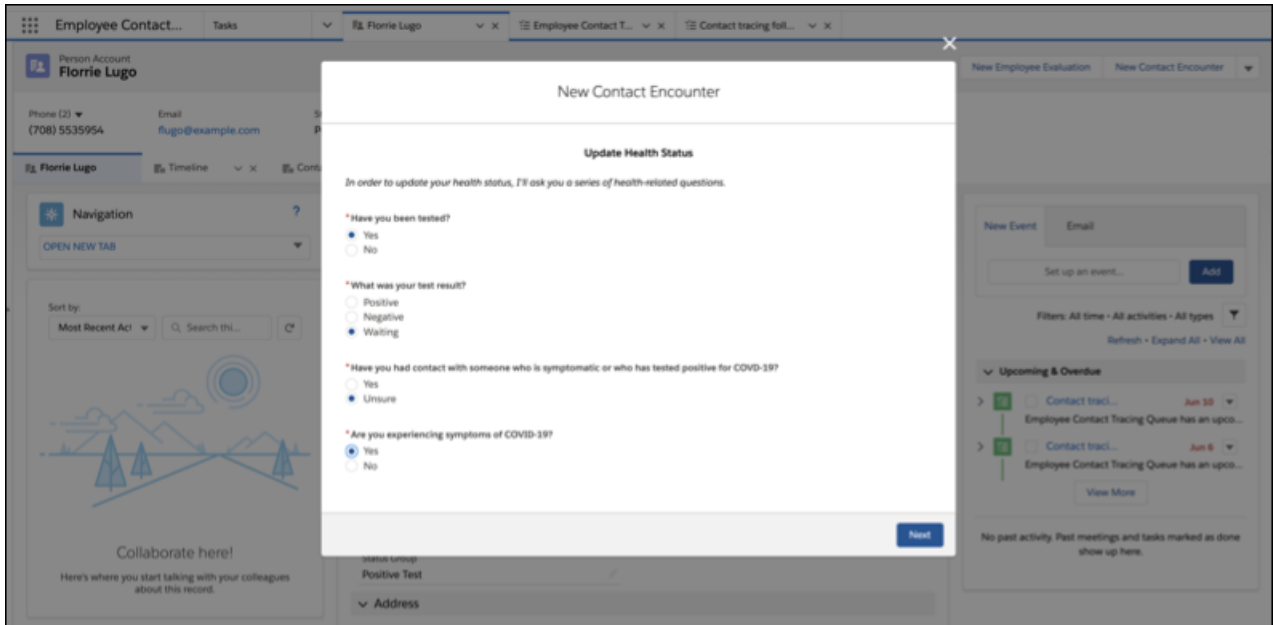 Employee Contact...
Tasks
Florrie Lugo
Employee Contact T...
Contact tracing foll...
Person Account
Florrie Lugo
New Employee Evaluation
New Contact Encounter
Phone (2)
Email
(708) 5535954
flugo@example.com
Florrie Lugo
Timeline
Conta
Navigation
?
OPEN NEW TAB
Sort by:
Most Recent Act
Search thi...
Collaborate here!
Here's where you start talking with your colleagues
about this record.
New Contact Encounter
Update Health Status
In order to update your health status, I'll ask you a series of health-related questions.
*Have you been tested?
Yes
No
*What was your test result?
Positive
Negative
Waiting
*Have you had contact with someone who is symptomatic or who has tested positive for COVD-19?
Yes
Unsure
*Are you experiencing symptoms of COVID-19?
Yes
No
Next
Status Group
Positive Test
Address
New Event
Email
Set up an event...
Add
Filters: All time • All activities • All types
Refresh • Expand All • View All
Upcoming & Overdue
Contact traci...
Jun 10
Employee Contact Tracing Queue has an upco...
Contact traci...
Jun 6
Employee Contact Tracing Queue has an upco...
View More
No past activity. Past meetings and tasks marked as done
show up here.